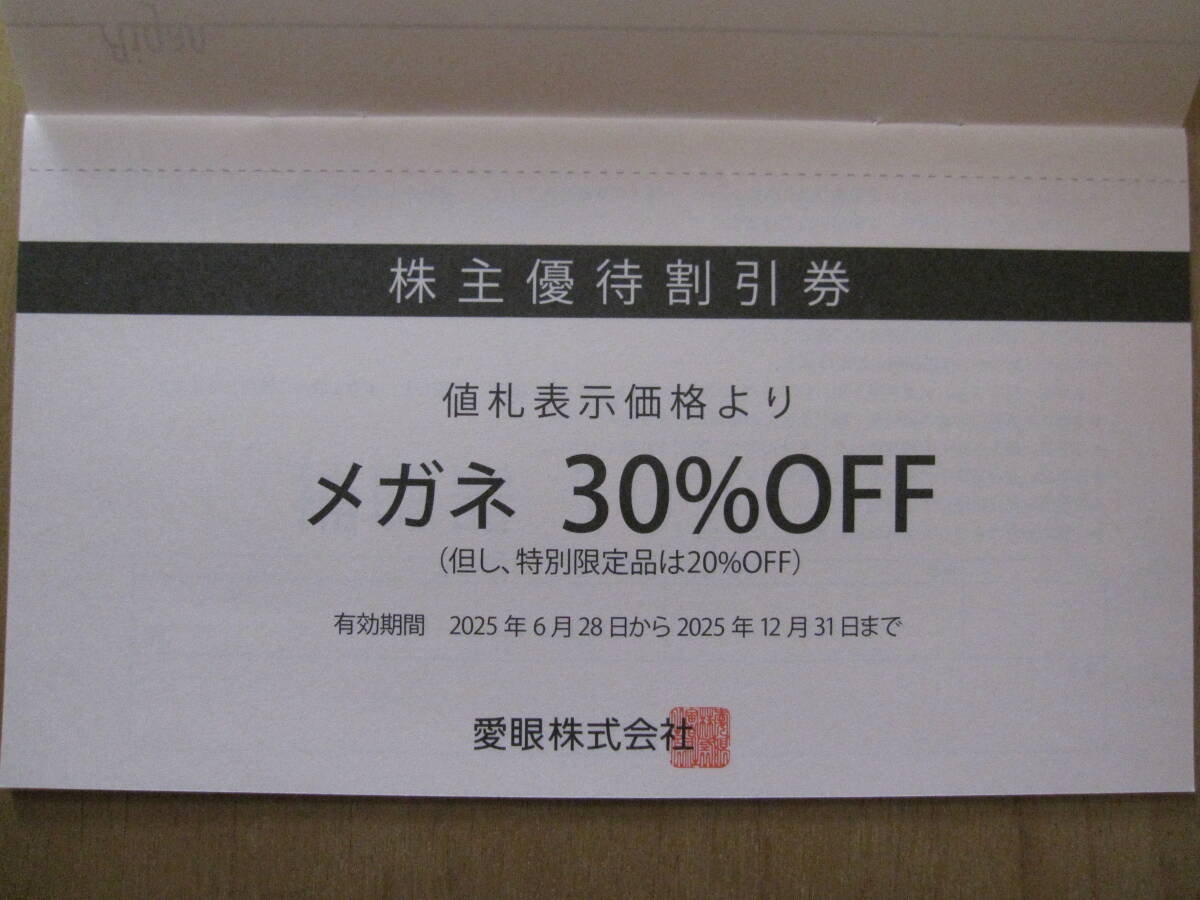 Aigan
株主優待割引券
値札表示価格より
メガネ 30%OFF
(但し、特別限定品は20%OFF)
有効期間 2025年6月28日から2025年12月31日まで
愛眼株式会社